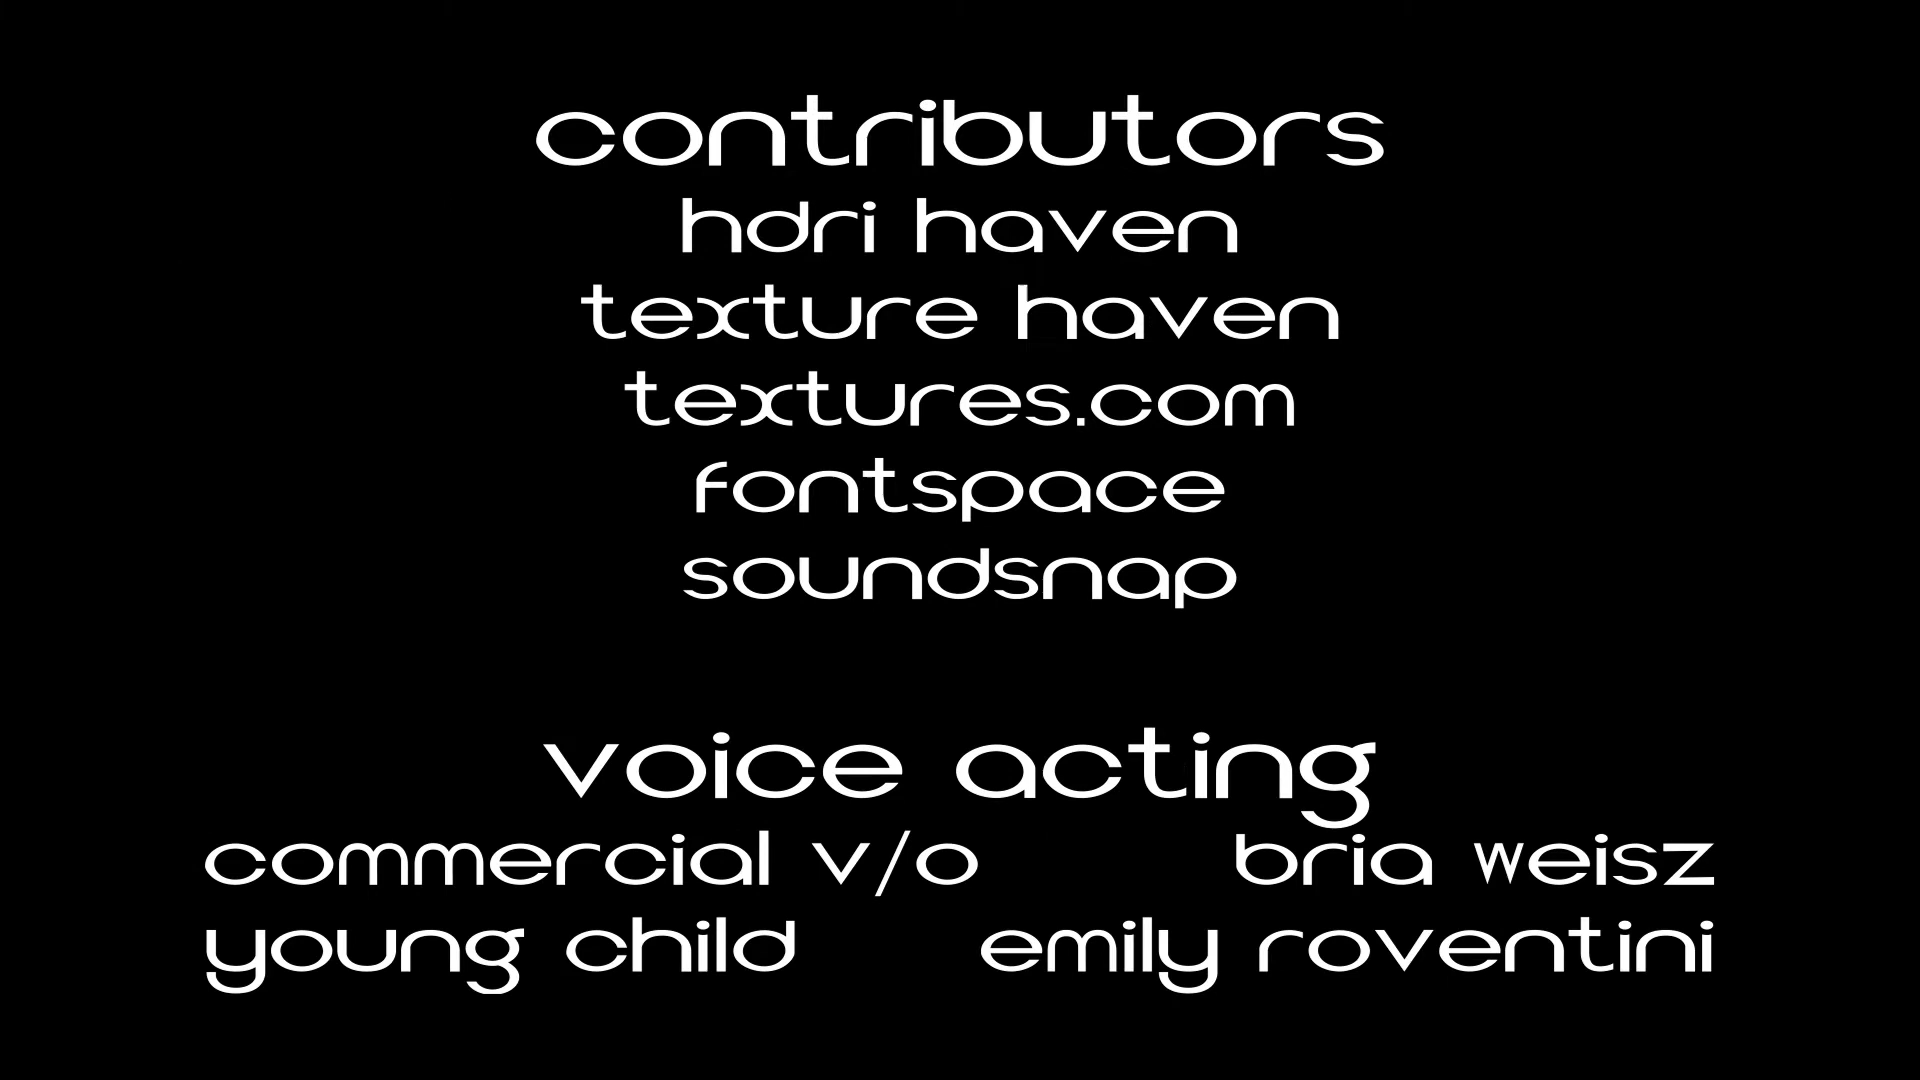 contributors
hdri haven
texture haven
textures.com
fontspace
soundsnap
voice acting
commercial v/o bria weisz
young child emily roventini